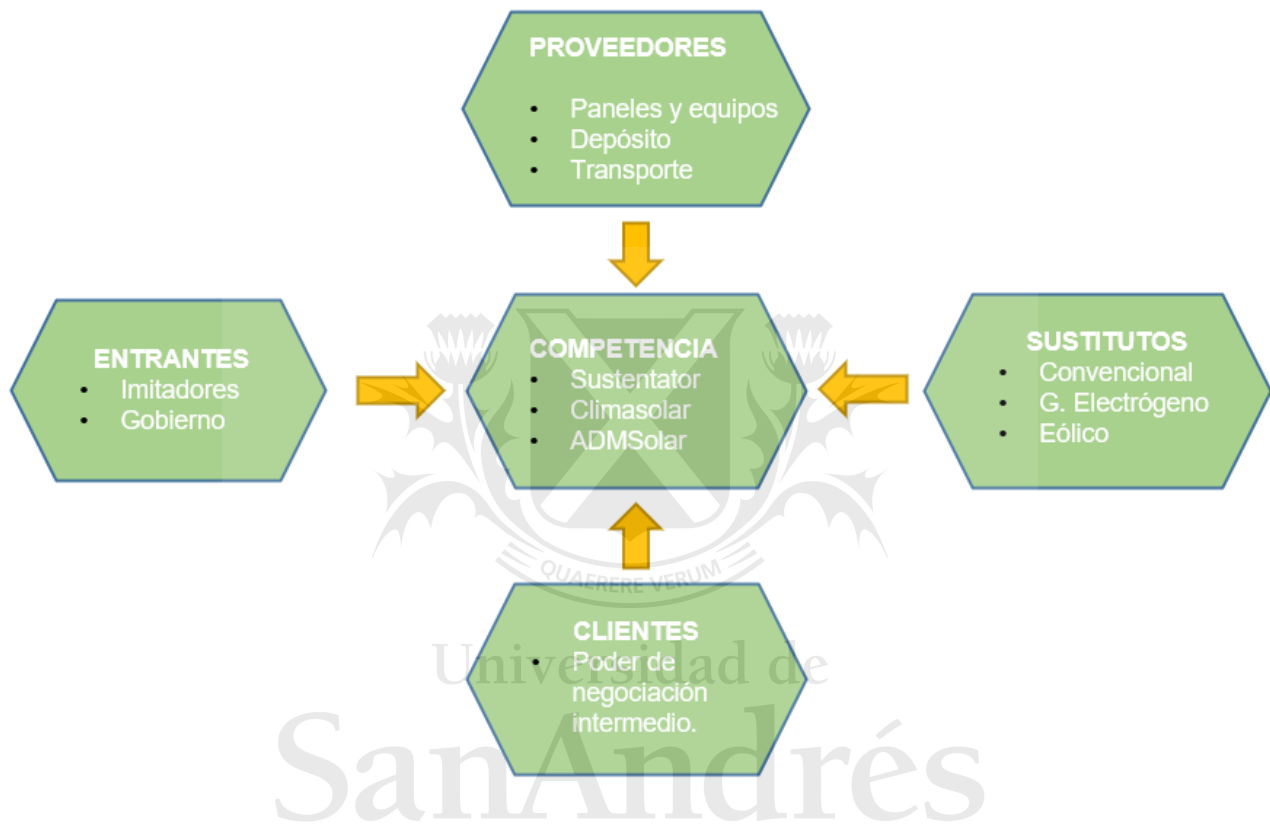 PROVEEDORES
• Paneles y equipos
• Depósito
• Transporte
ENTRANTES
• Imitadores
• Gobierno
COMPETENCIA
• Sustentator
• Climasolar
• ADMSolar
SUSTITUTOS
• Convencional
• G. Electrógeno
• Eólico
QUAERERE VERUM
CLIENTES
• Poder de
negociación
intermedio.
Universidad de
SanAndrés